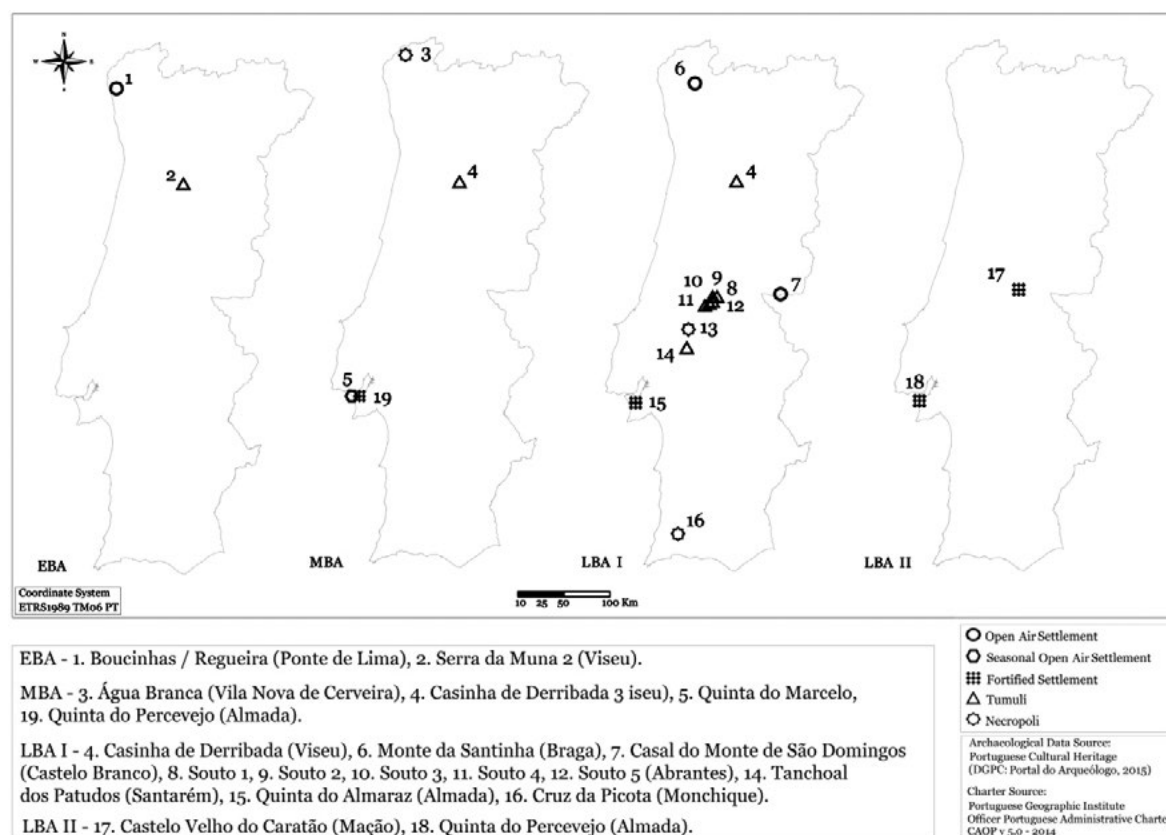 N
W E
S
1
2
EBA
3
4
5
19
MBA
6
4
9
10
8
7
11
12
13
14
15
16
LBA I
17
18
LBA II
Coordinate System
ETRS1989 TM06 PT
10 25 50 100 Km
EBA - 1. Boucinhas / Regueira (Ponte de Lima), 2. Serra da Muna 2 (Viseu).
MBA - 3. Água Branca (Vila Nova de Cerveira), 4. Casinha de Derribada 3 iseu), 5. Quinta do Marcelo,
19. Quinta do Percevejo (Almada).
LBA I - 4. Casinha de Derribada (Viseu), 6. Monte da Santinha (Braga), 7. Casal do Monte de São Domingos
(Castelo Branco), 8. Souto 1, 9. Souto 2, 10. Souto 3, 11. Souto 4, 12. Souto 5 (Abrantes), 14. Tanchoal
dos Patudos (Santarém), 15. Quinta do Almaraz (Almada), 16. Cruz da Picota (Monchique).
LBA II - 17. Castelo Velho do Caratão (Mação), 18. Quinta do Percevejo (Almada).
Open Air Settlement
Seasonal Open Air Settlement
Fortified Settlement
Tumuli
Necropoli
Archaeological Data Source:
Portuguese Cultural Heritage
(DGPC: Portal do Arqueólogo, 2015)
Charter Source:
Portuguese Geographic Institute
Officer Portuguese Administrative Charte
CAOP v 5.0 - 2014